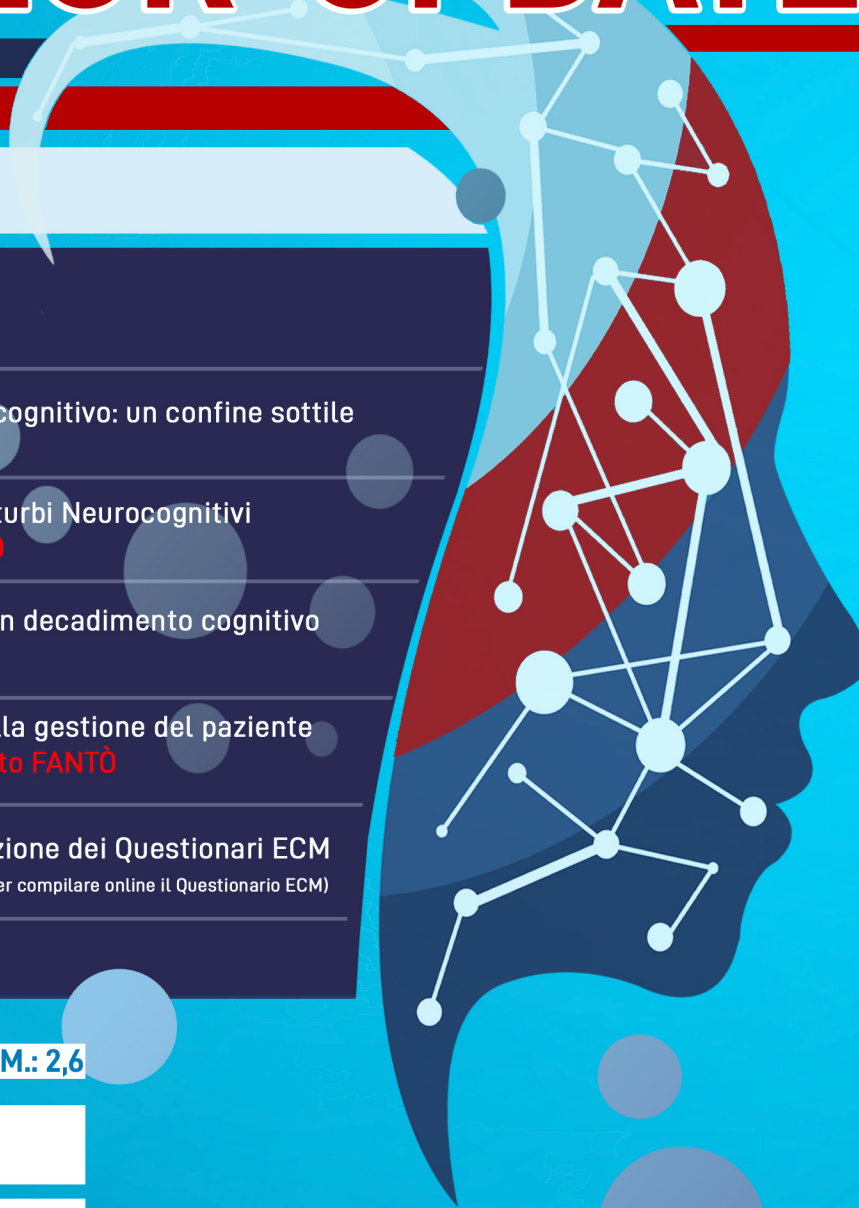 UPDATE
cognitivo: un confine sottile
turbi Neurocognitivi
n decadimento cognitivo
lla gestione del paziente
to FANTÒ
zione dei Questionari ECM
er compilare online il Questionario ECM)
M.: 2,6